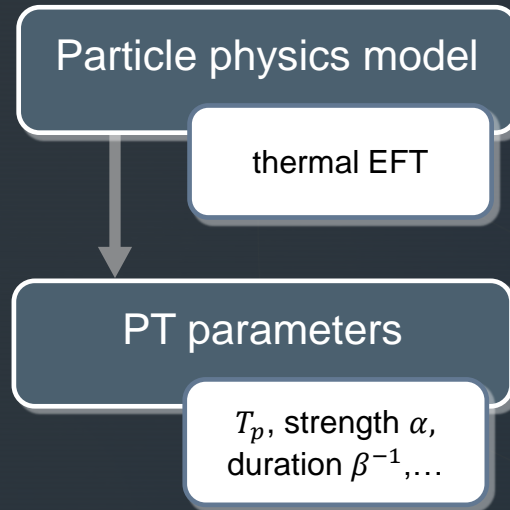 Particle physics model
thermal EFT
PT parameters
𝑇𝑝, strength 𝛼,
duration 𝛽⁻¹,…